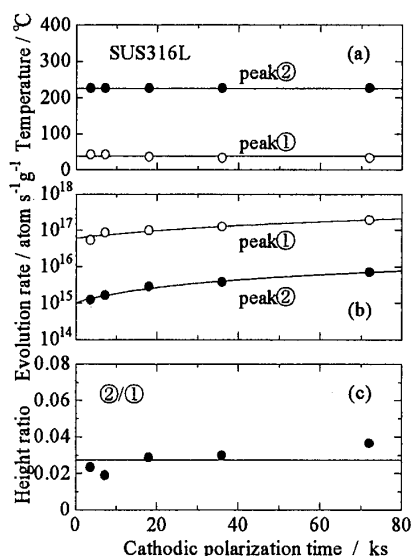 400
300
200
100
0
Temperature / ℃
SUS316L
(a)
peak②
peak①
10^18
10^17
10^16
10^15
10^14
Evolution rate / atom s^-1g^-1
peak①
peak②
(b)
0.08
0.06
0.04
0.02
0
Height ratio
②/①
(c)
0 20 40 60 80
Cathodic polarization time / ks